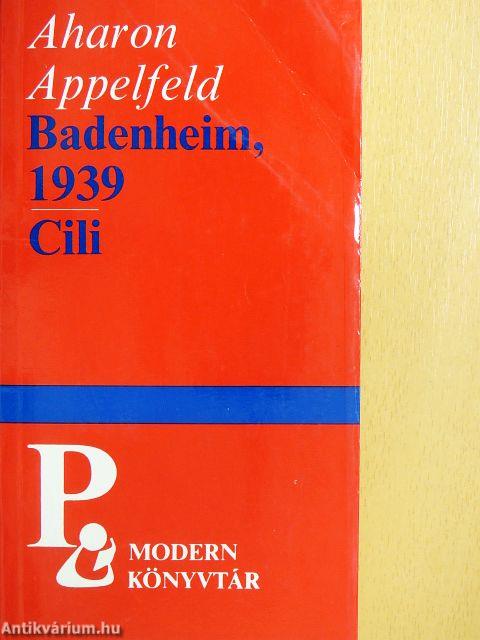 Aharon
Appelfeld
Badenheim,
1939
Cili
P
MODERN
KÖNYVTÁR
Antikvárium.hu